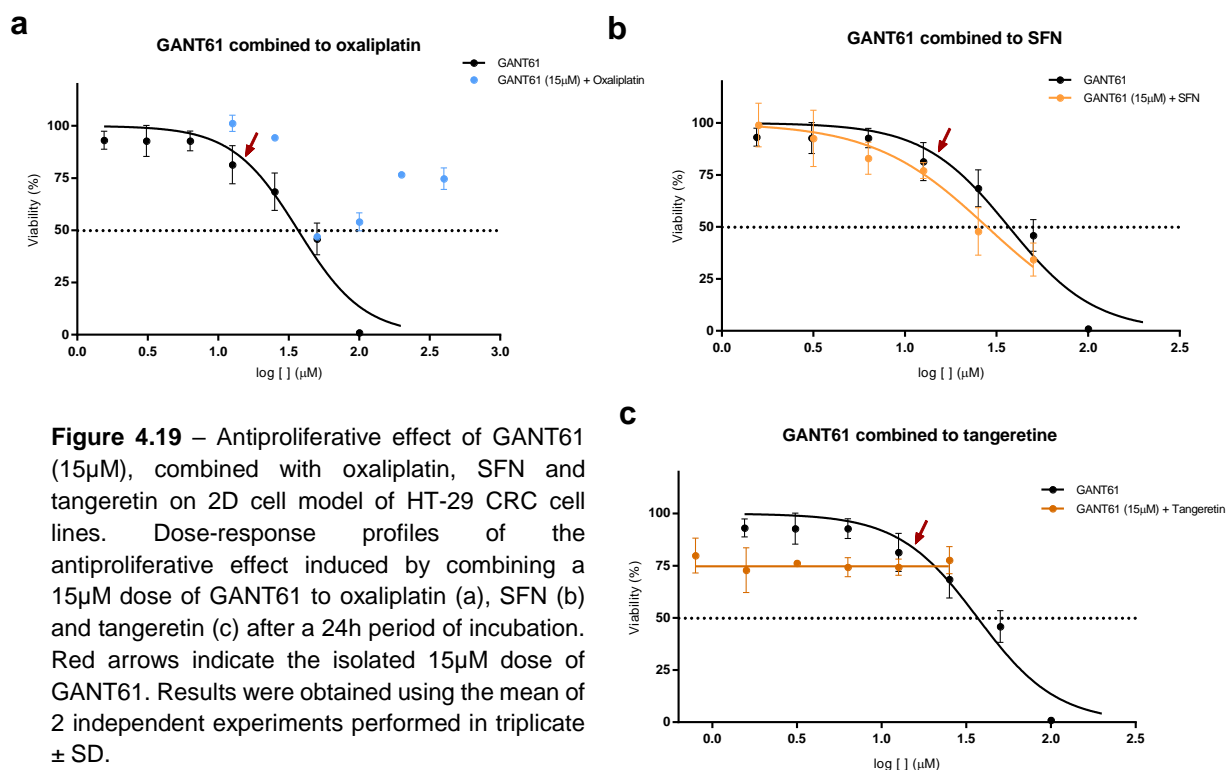 a
GANT61 combined to oxaliplatin
GANT61
GANT61 (15μM) + Oxaliplatin
Viability (%)
100
75
50
25
0
0.0 0.5 1.0 1.5 2.0 2.5 3.0
log [ ] (μM)
b
GANT61 combined to SFN
GANT61
GANT61 (15μM) + SFN
Viability (%)
100
75
50
25
0
0.0 0.5 1.0 1.5 2.0 2.5
log [ ] (μM)
Figure 4.19 – Antiproliferative effect of GANT61
(15μM), combined with oxaliplatin, SFN and
tangeretin on 2D cell model of HT-29 CRC cell
lines. Dose-response profiles of the
antiproliferative effect induced by combining a
15μM dose of GANT61 to oxaliplatin (a), SFN (b)
and tangeretin (c) after a 24h period of incubation.
Red arrows indicate the isolated 15μM dose of
GANT61. Results were obtained using the mean of
2 independent experiments performed in triplicate
± SD.
c
GANT61 combined to tangeretine
GANT61
GANT61 (15μM) + Tangeretin
Viability (%)
100
75
50
25
0
0.0 0.5 1.0 1.5 2.0 2.5
log [ ] (μM)